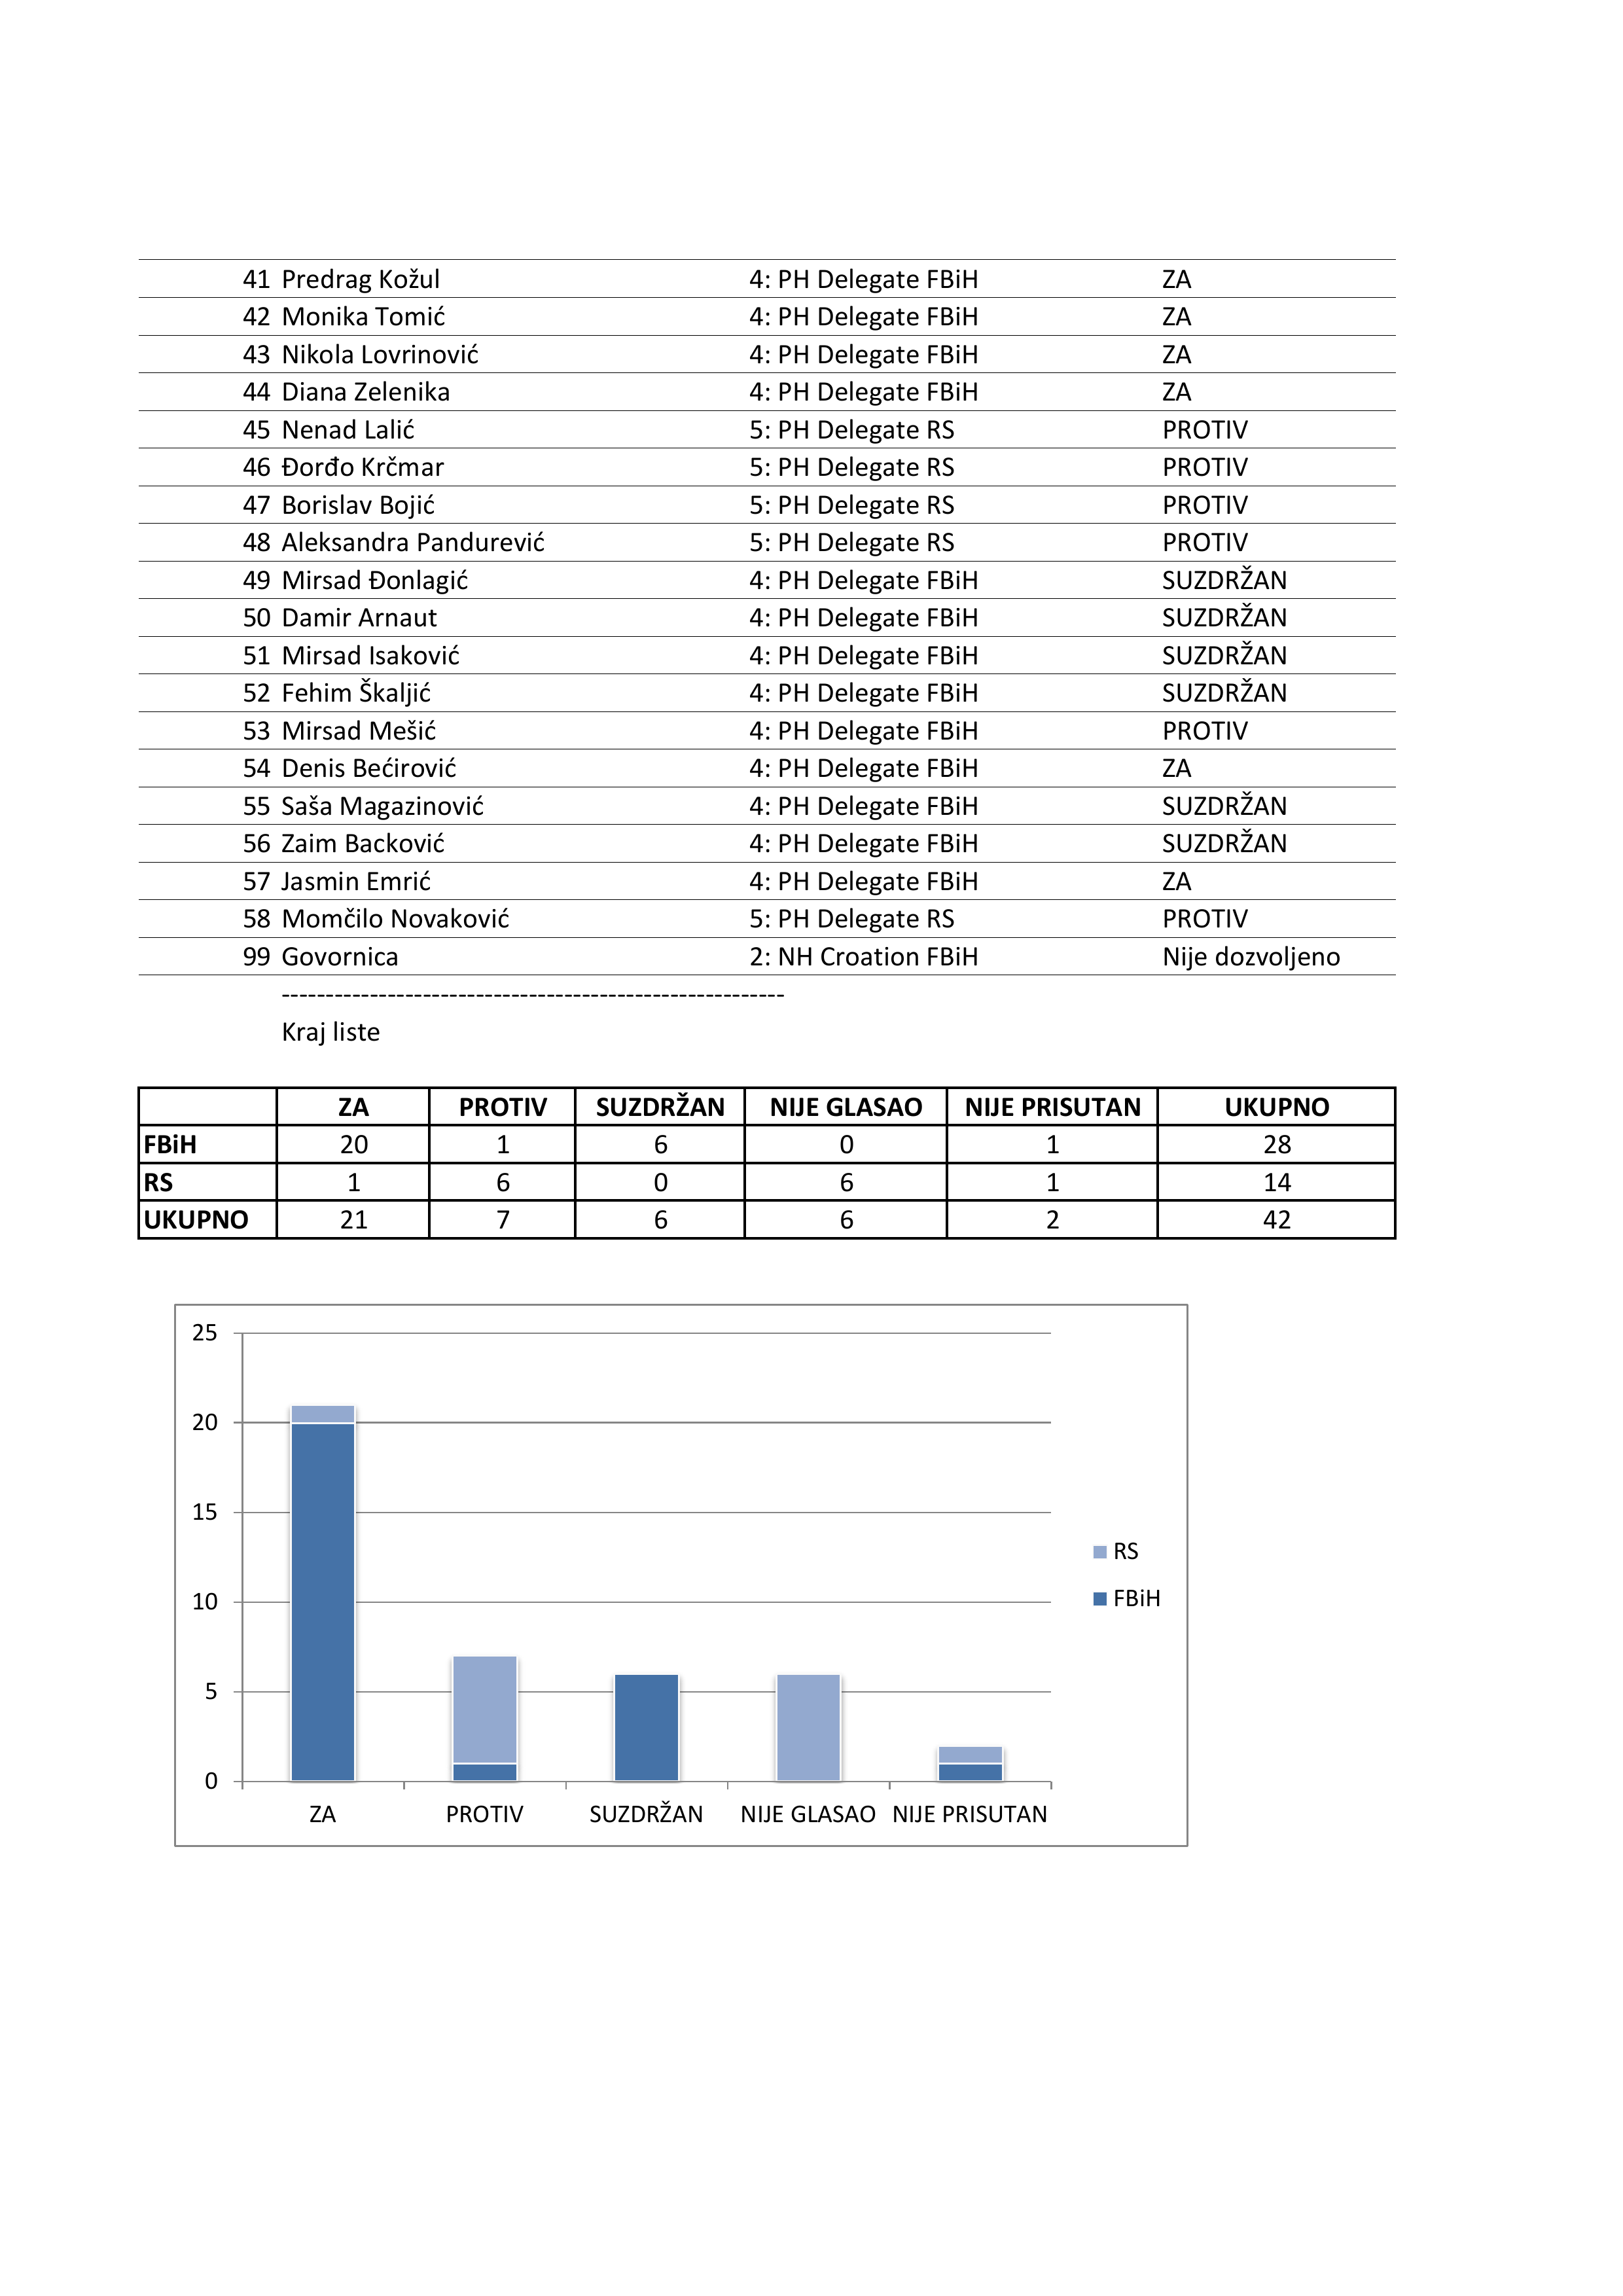 41 Predrag Kožul 4: PH Delegate FBiH ZA
42 Monika Tomić 4: PH Delegate FBiH ZA
43 Nikola Lovrinović 4: PH Delegate FBiH ZA
44 Diana Zelenika 4: PH Delegate FBiH ZA
45 Nenad Lalić 5: PH Delegate RS PROTIV
46 Đorđo Krčmar 5: PH Delegate RS PROTIV
47 Borislav Bojić 5: PH Delegate RS PROTIV
48 Aleksandra Pandurević 5: PH Delegate RS PROTIV
49 Mirsad Đonlagić 4: PH Delegate FBiH SUZDRŽAN
50 Damir Arnaut 4: PH Delegate FBiH SUZDRŽAN
51 Mirsad Isaković 4: PH Delegate FBiH SUZDRŽAN
52 Fehim Škaljić 4: PH Delegate FBiH SUZDRŽAN
53 Mirsad Mešić 4: PH Delegate FBiH PROTIV
54 Denis Bećirović 4: PH Delegate FBiH ZA
55 Saša Magazinović 4: PH Delegate FBiH SUZDRŽAN
56 Zaim Backović 4: PH Delegate FBiH SUZDRŽAN
57 Jasmin Emrić 4: PH Delegate FBiH ZA
58 Momčilo Novaković 5: PH Delegate RS PROTIV
99 Govornica 2: NH Croation FBiH Nije dozvoljeno
---------------------------------------------------------
Kraj liste
ZA PROTIV SUZDRŽAN NIJE GLASAO NIJE PRISUTAN UKUPNO
FBiH 20 1 6 0 1 28
RS 1 6 0 6 1 14
UKUPNO 21 7 6 6 2 42
25
20
15
10
5
0
ZA PROTIV SUZDRŽAN NIJE GLASAO NIJE PRISUTAN
RS
FBiH